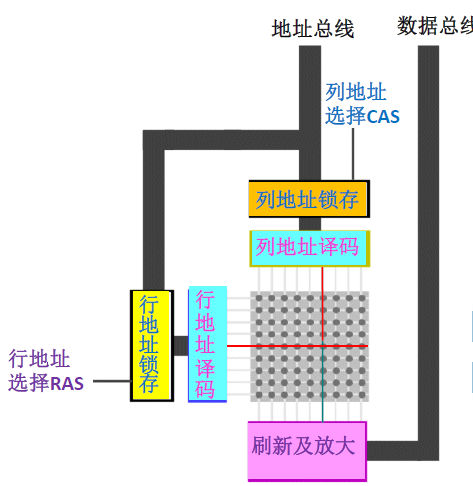 地址总线
数据总线
列地址
选择CAS
列地址锁存
列地址译码
行地址锁存
行地址译码
行地址
选择RAS
刷新及放大